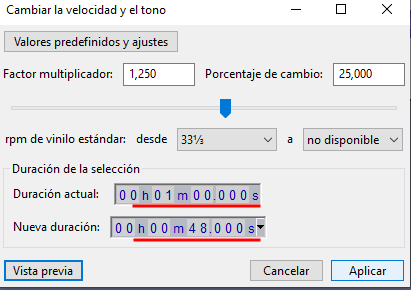 Cambiar la velocidad y el tono
Valores predefinidos y ajustes
Factor multiplicador: 1,250 Porcentaje de cambio: 25,000
rpm de vinilo estándar: desde 33⅓ a no disponible
Duración de la selección
Duración actual: 00h01m00.000s
Nueva duración: 00h00m48.000s
Vista previa Cancelar Aplicar